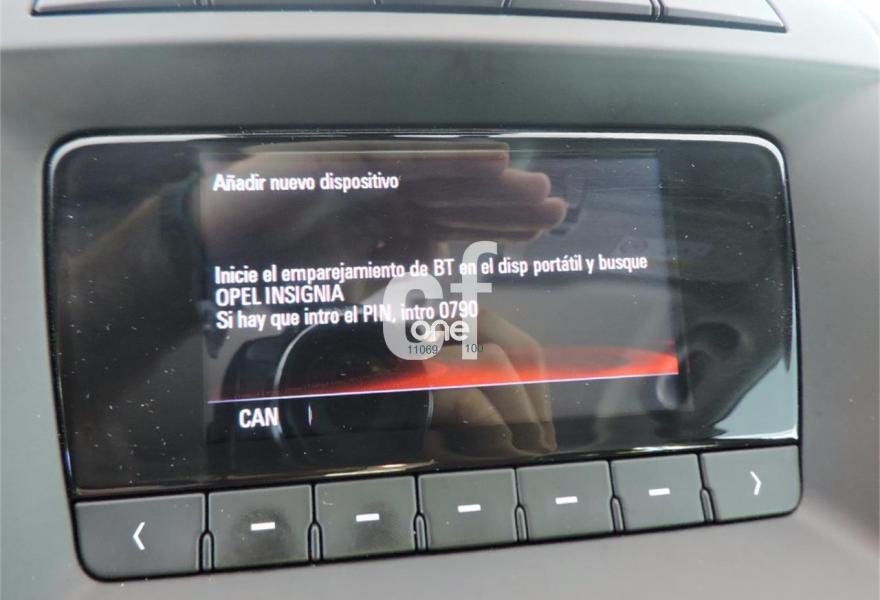 Añadir nuevo dispositivo
Inicie el emparejamiento de BT en el disp portátil y busque
OPEL INSIGNIA
Si hay que intro el PIN, intro 0790
cf
one
11069 100
CAN